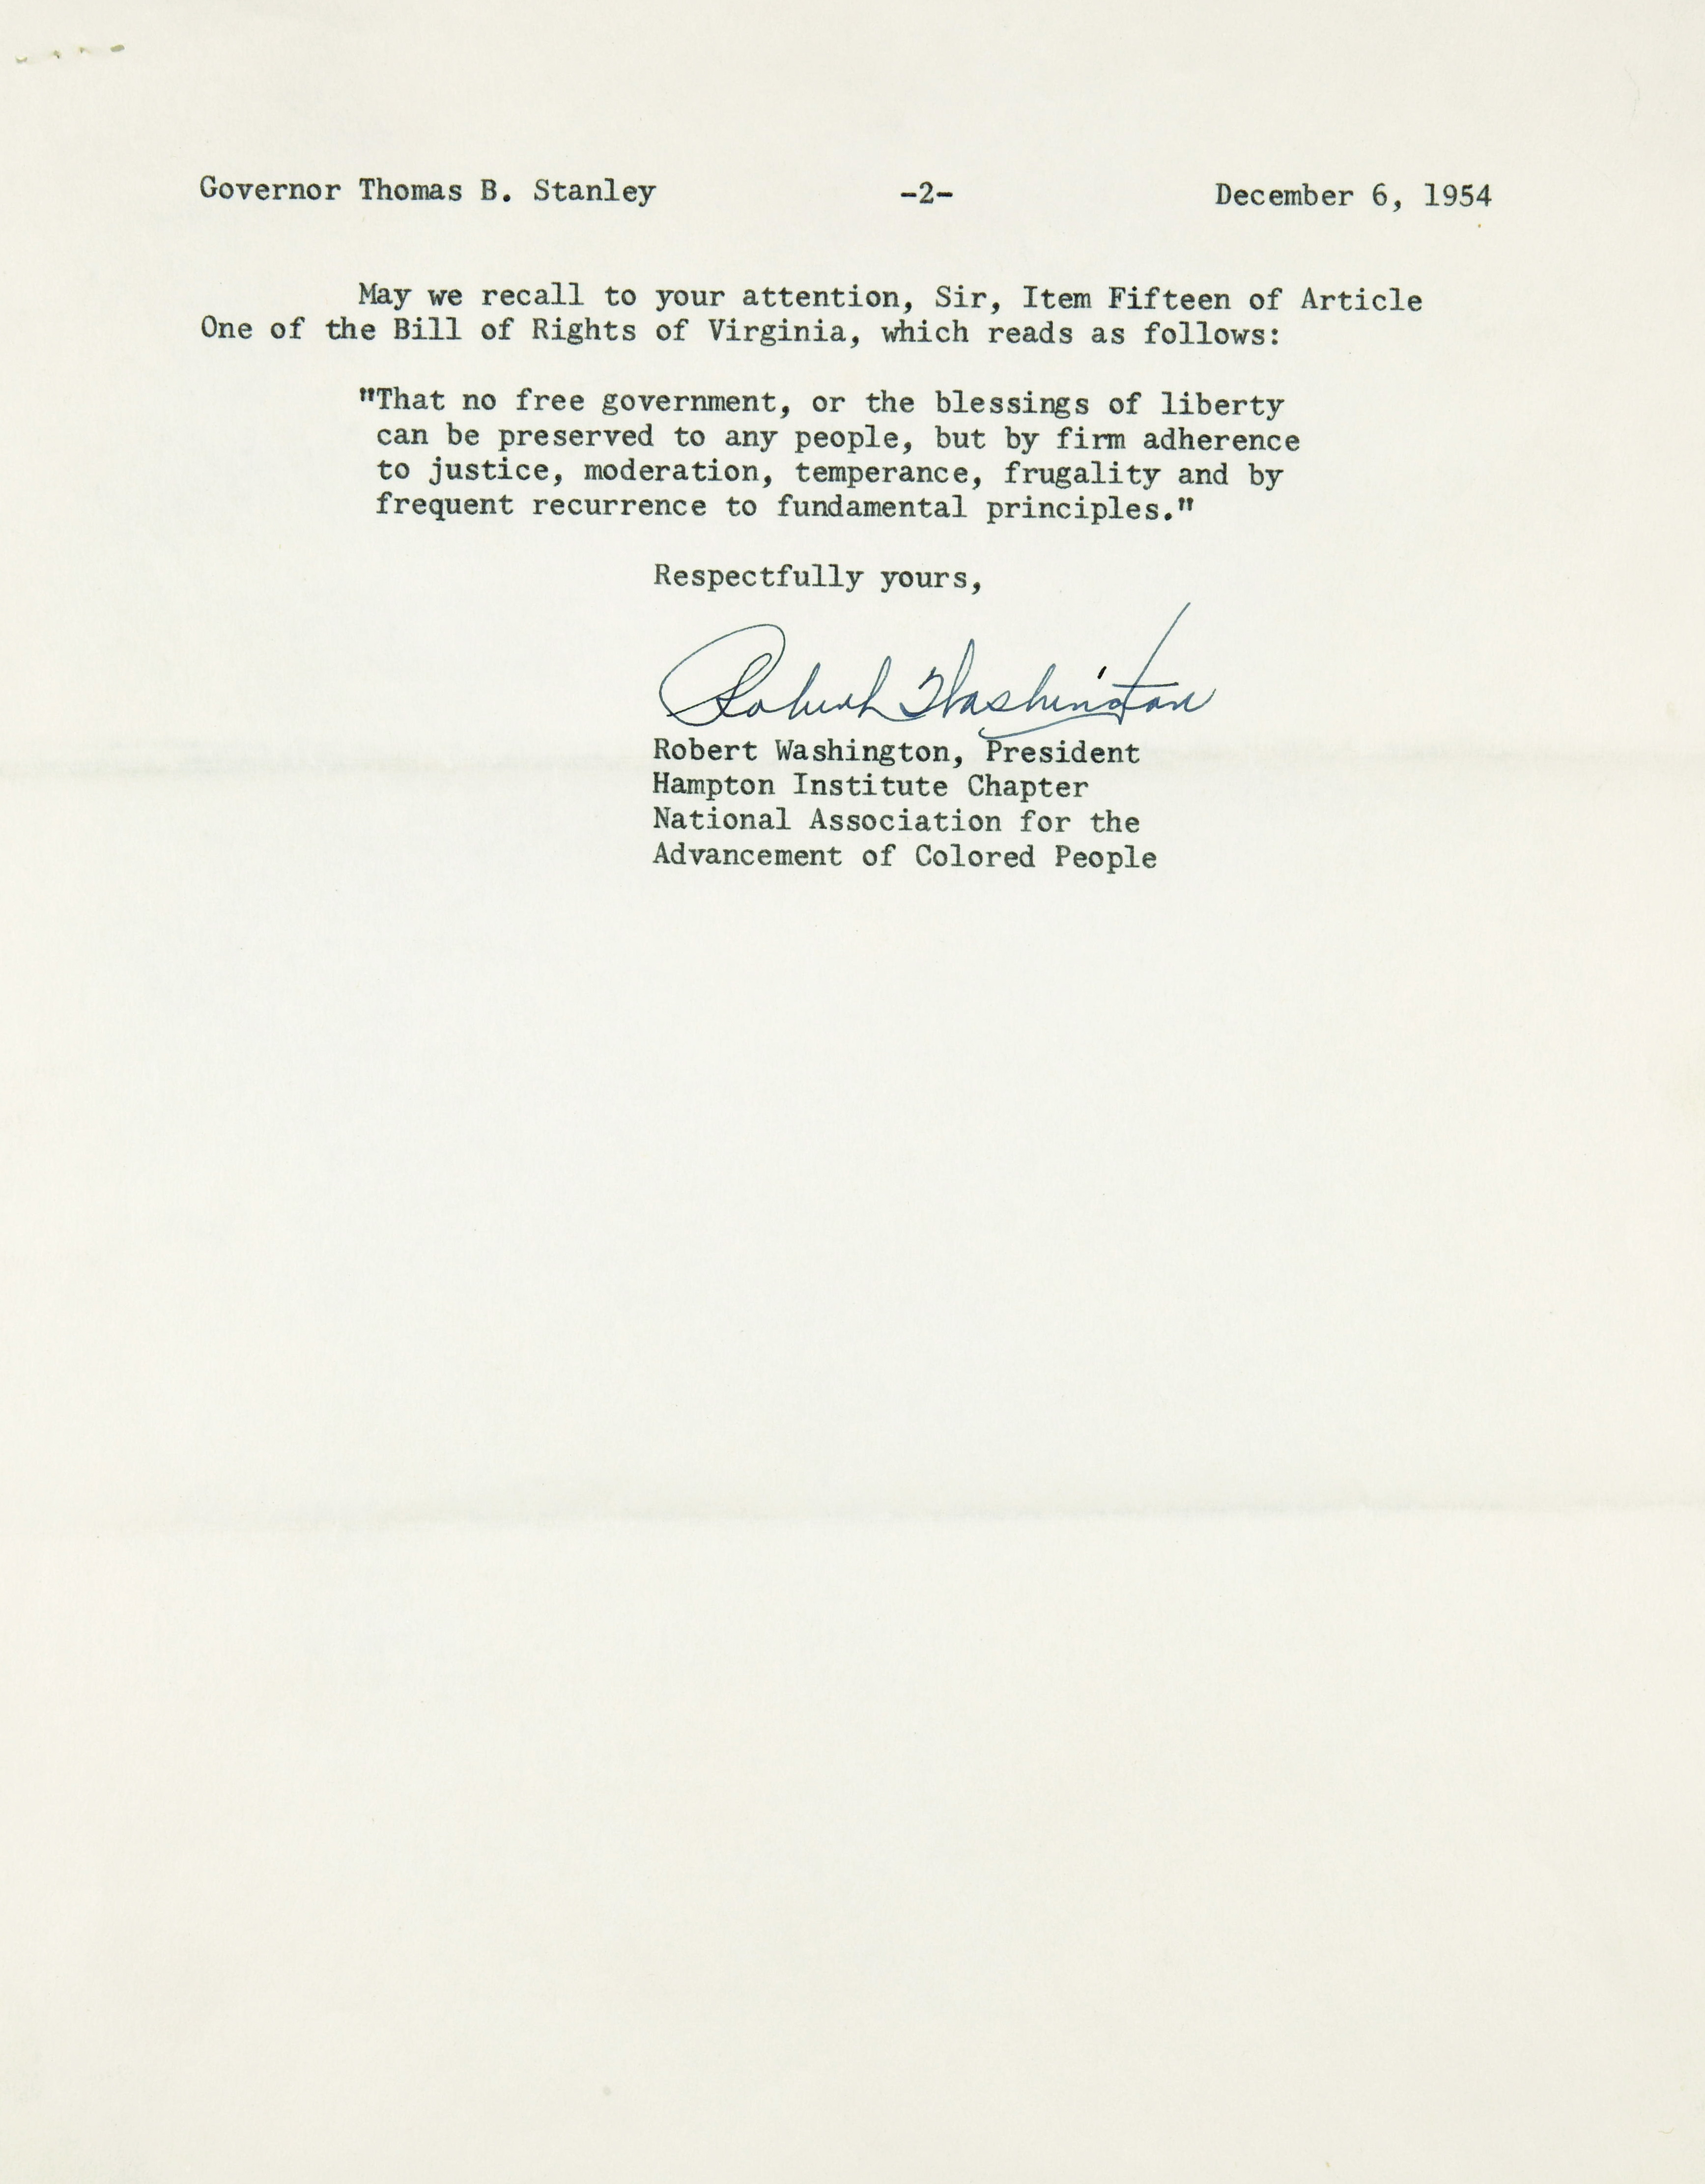 Governor Thomas B. Stanley -2- December 6, 1954
May we recall to your attention, Sir, Item Fifteen of Article
One of the Bill of Rights of Virginia, which reads as follows:
"That no free government, or the blessings of liberty
can be preserved to any people, but by firm adherence
to justice, moderation, temperance, frugality and by
frequent recurrence to fundamental principles."
Respectfully yours,
Robert Washington
Robert Washington, President
Hampton Institute Chapter
National Association for the
Advancement of Colored People